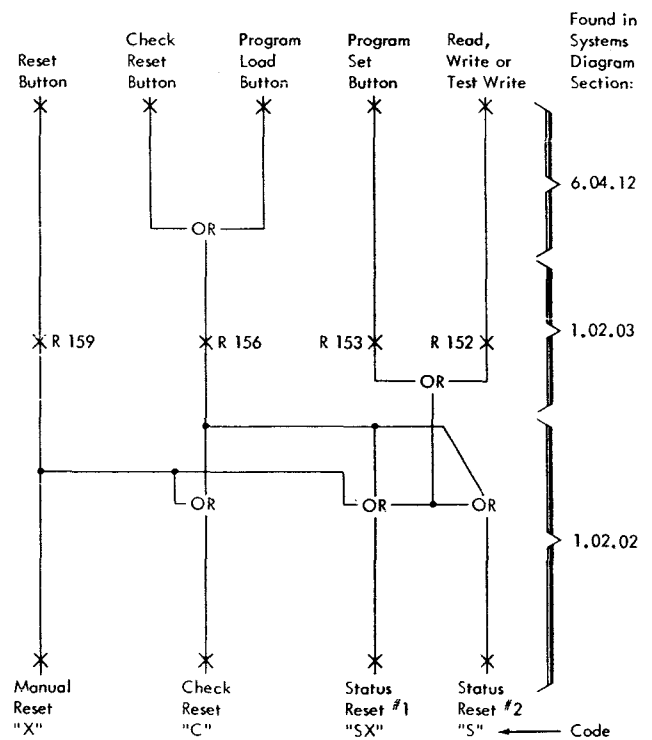 Reset
Button
Check
Reset
Button
Program
Load
Button
Program
Set
Button
Read,
Write or
Test Write
Found in
Systems
Diagram
Section:
6.04.12
OR
R 159
R 156
R 153
R 152
1.02.03
OR
OR
OR
OR
1.02.02
Manual
Reset
"X"
Check
Reset
"C"
Status
Reset #1
"SX"
Status
Reset #2
"S"
Code